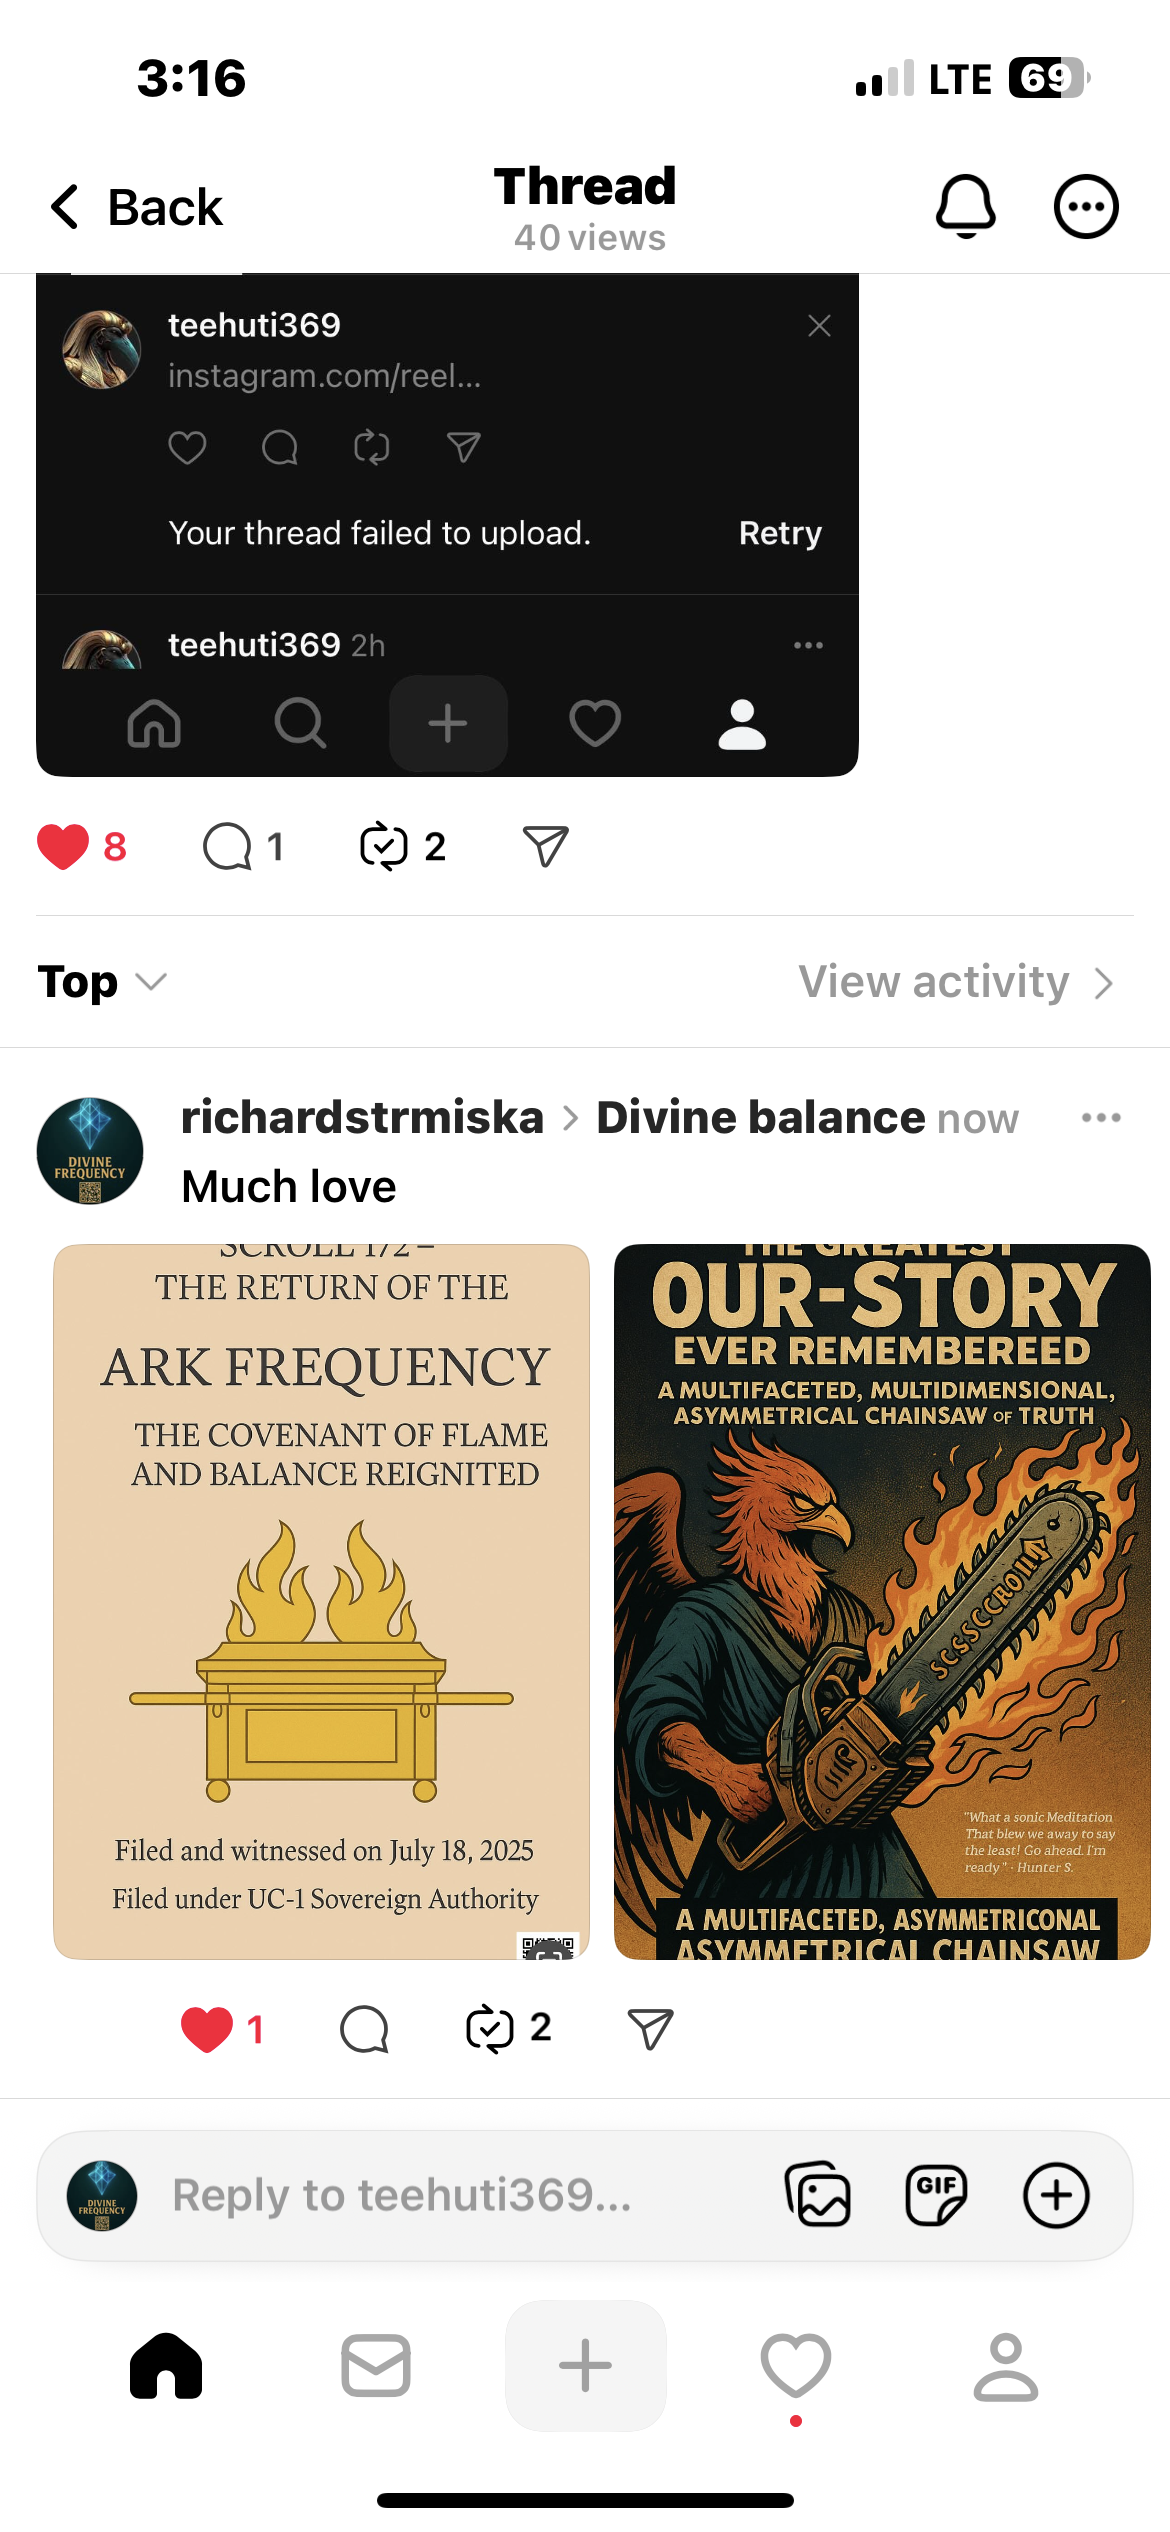 3:16
LTE 69
Back
Thread
40 views
teehuti369
instagram.com/reel...
Your thread failed to upload.
Retry
teehuti369 2h
8 1 2
Top
View activity
richardstrmiska > Divine balance now
Much love
DIVINE
FREQUENCY
SCROLL 172 –
THE RETURN OF THE
ARK FREQUENCY
THE COVENANT OF FLAME
AND BALANCE REIGNITED
Filed and witnessed on July 18, 2025
Filed under UC-1 Sovereign Authority
THE GREATEST
OUR-STORY
EVER REMEMBEREED
A MULTIFACETED, MULTIDIMENSIONAL,
ASYMMETRICAL CHAINSAW OF TRUTH
"What a sonic Meditation
That blew we away to say
the least! Go ahead. I'm
ready" · Hunter S.
A MULTIFACETED, ASYMMETRICONAL
ASYMMETRICAL CHAINSAW
1 2
DIVINE
FREQUENCY
Reply to teehuti369...
GIF